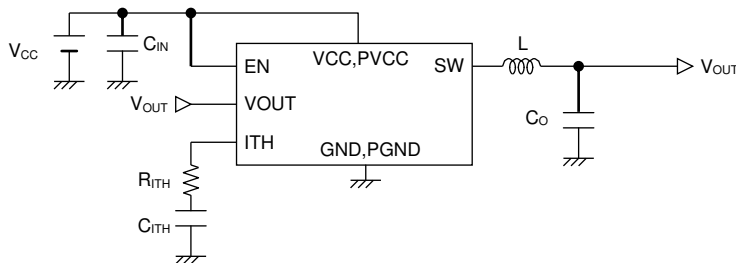 VCC
CIN
L
EN
VCC,PVCC
SW
VOUT
VOUT
VOUT
CO
ITH
GND,PGND
RITH
CITH